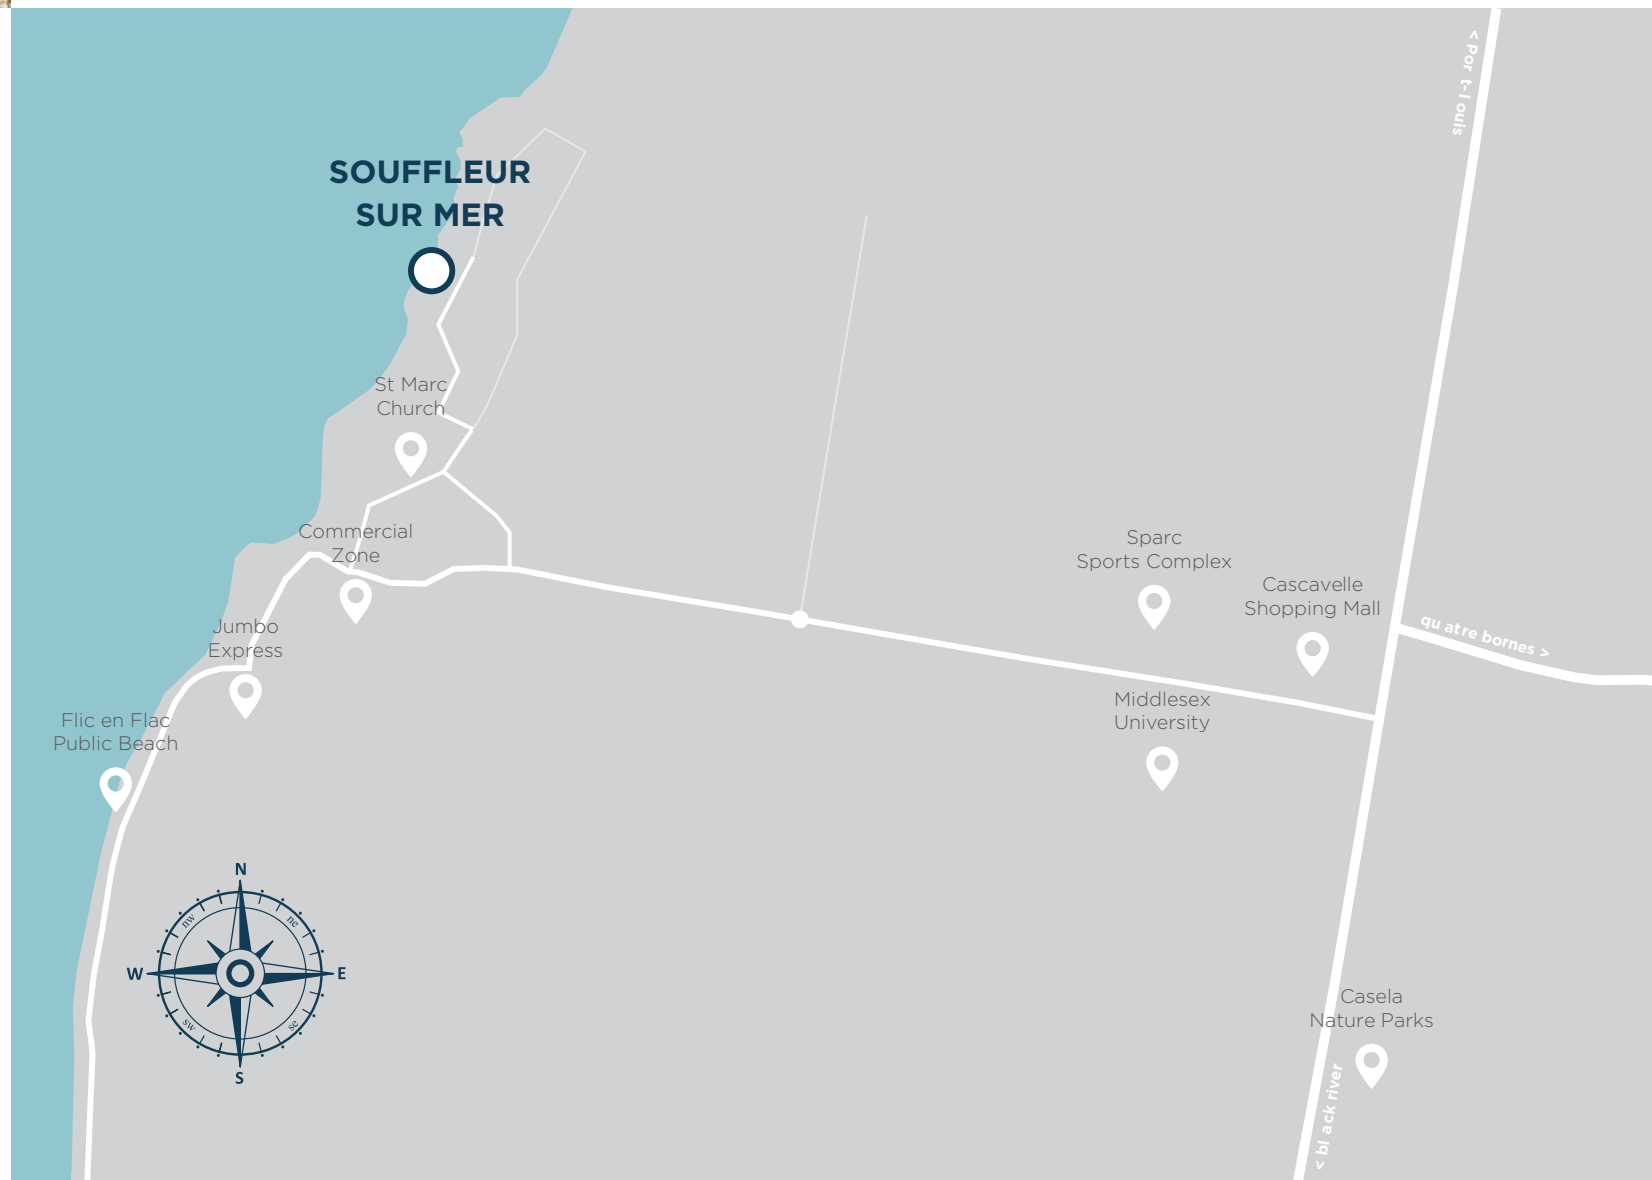 < Por t-l ouis
SOUFFLEUR
SUR MER
St Marc
Church
Commercial
Zone
Sparc
Sports Complex
Cascavelle
Shopping Mall
qu atre bornes >
Jumbo
Express
Middlesex
University
Flic en Flac
Public Beach
N
nw
ne
W
E
sw
se
S
Casela
Nature Parks
< bl ack river